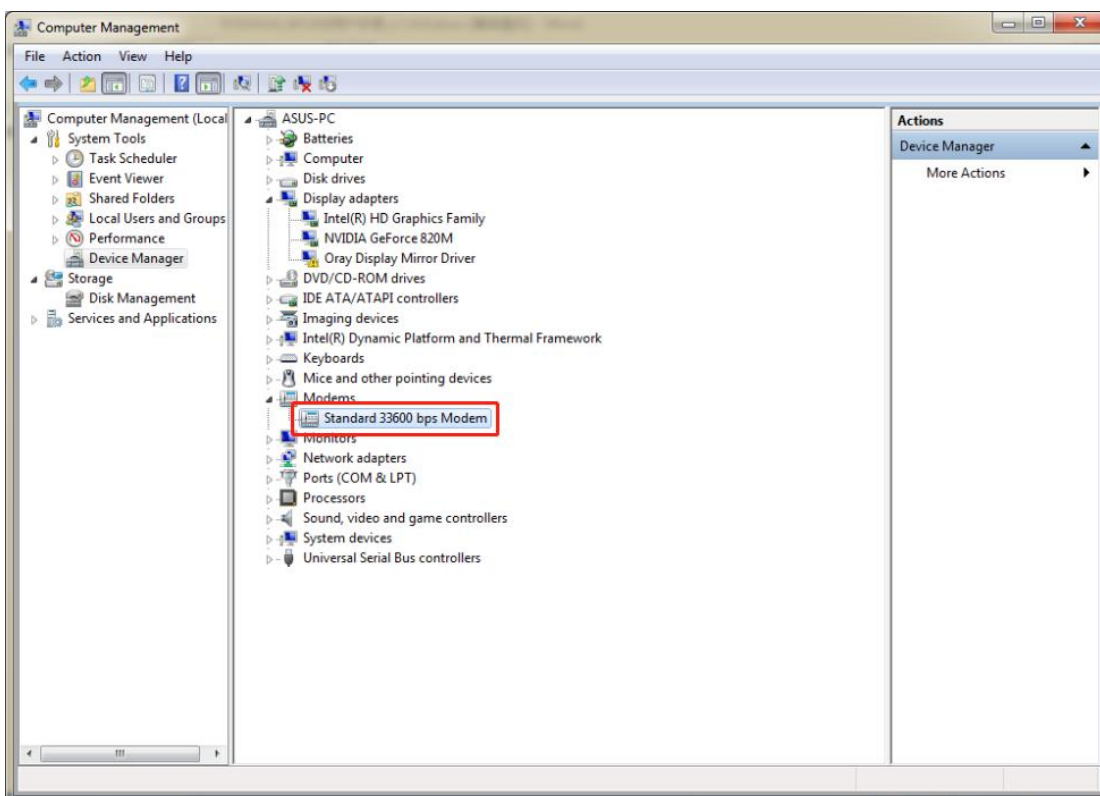 Computer Management
File Action View Help
Computer Management (Local
System Tools
Task Scheduler
Event Viewer
Shared Folders
Local Users and Groups
Performance
Device Manager
Storage
Disk Management
Services and Applications
ASUS-PC
Batteries
Computer
Disk drives
Display adapters
Intel(R) HD Graphics Family
NVIDIA GeForce 820M
Oray Display Mirror Driver
DVD/CD-ROM drives
IDE ATA/ATAPI controllers
Imaging devices
Intel(R) Dynamic Platform and Thermal Framework
Keyboards
Mice and other pointing devices
Modems
Standard 33600 bps Modem
Monitors
Network adapters
Ports (COM & LPT)
Processors
Sound, video and game controllers
System devices
Universal Serial Bus controllers
Actions
Device Manager
More Actions